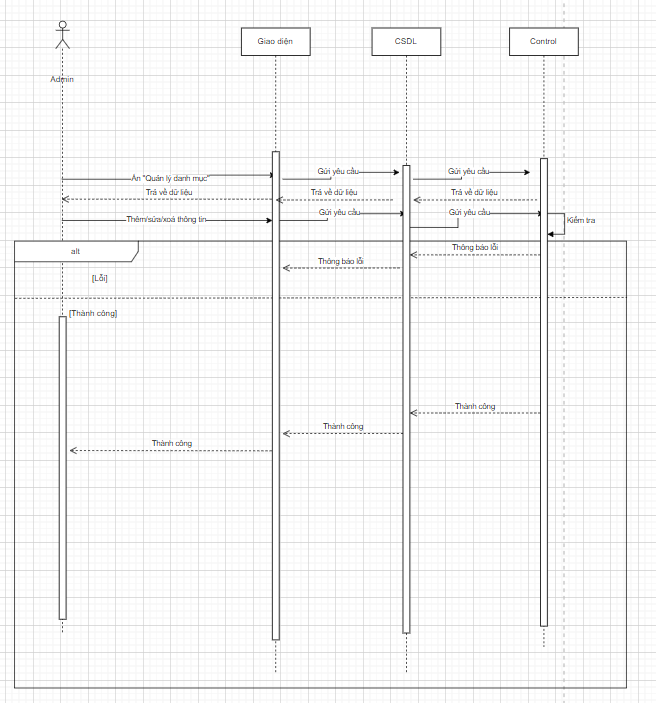 Giao diện
CSDL
Control
Admin
Ấn "Quản lý danh mục"
Gửi yêu cầu
Gửi yêu cầu
Trả về dữ liệu
Trả về dữ liệu
Trả về dữ liệu
Thêm/sửa/xoá thông tin
Gửi yêu cầu
Gửi yêu cầu
Kiểm tra
alt
Thông báo lỗi
Thông báo lỗi
[Lỗi]
[Thành công]
Thành công
Thành công
Thành công